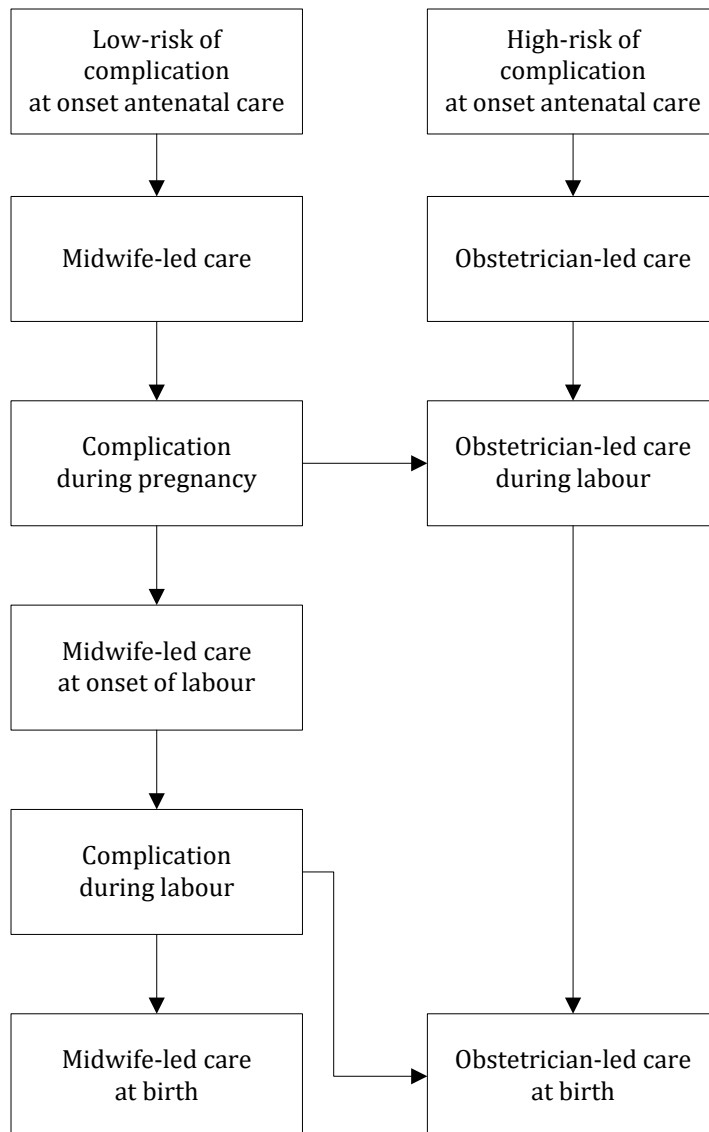 Low-risk of
complication
at onset antenatal care
High-risk of
complication
at onset antenatal care
Midwife-led care
Obstetrician-led care
Complication
during pregnancy
Obstetrician-led care
during labour
Midwife-led care
at onset of labour
Complication
during labour
Midwife-led care
at birth
Obstetrician-led care
at birth